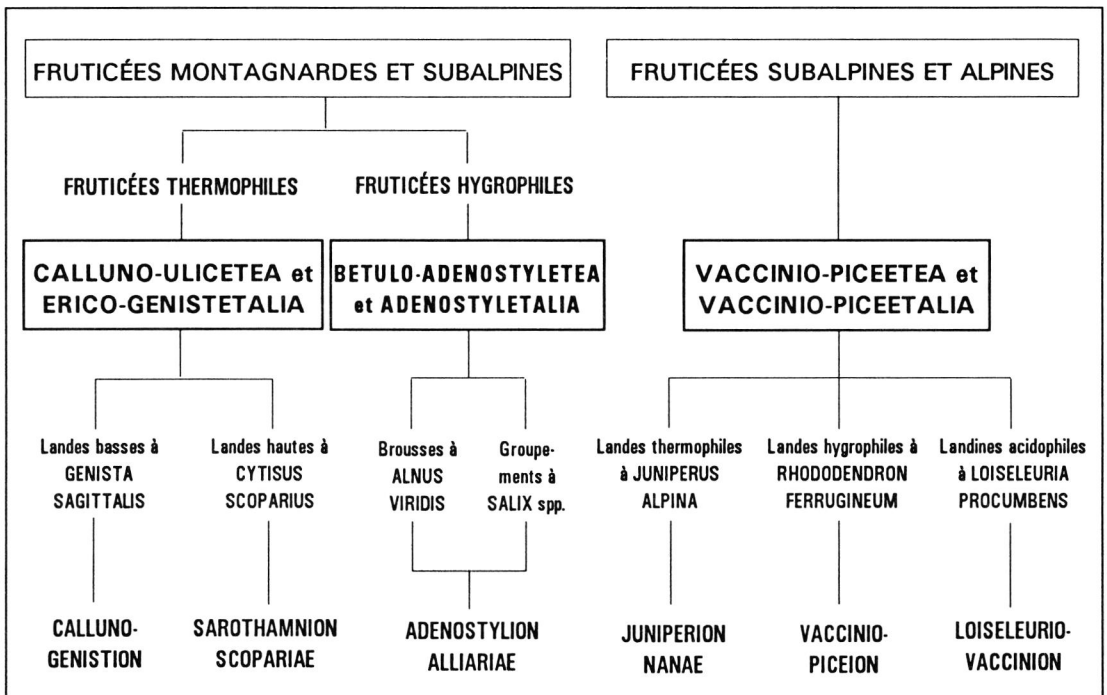 FRUTICÉES MONTAGNARDES ET SUBALPINES
FRUTICÉES SUBALPINES ET ALPINES
FRUTICÉES THERMOPHILES
FRUTICÉES HYGROPHILES
CALLUNO-ULICETEA et
ERICO-GENISTETALIA
BETULO-ADENOSTYLETEA
et ADENOSTYLETALIA
VACCINIO-PICEETEA et
VACCINIO-PICEETALIA
Landes basses à
GENISTA
SAGITTALIS
Landes hautes à
CYTISUS
SCOPARIUS
Brousses à
ALNUS
VIRIDIS
Groupe-
ments à
SALIX spp.
Landes thermophiles
à JUNIPERUS
ALPINA
Landes hygrophiles à
RHODODENDRON
FERRUGINEUM
Landines acidophiles
à LOISELEURIA
PROCUMBENS
CALLUNO-
GENISTION
SAROTHAMNION
SCOPARIAE
ADENOSTYLION
ALLIARIAE
JUNIPERION
NANAE
VACCINIO-
PICEION
LOISELEURIO-
VACCINION